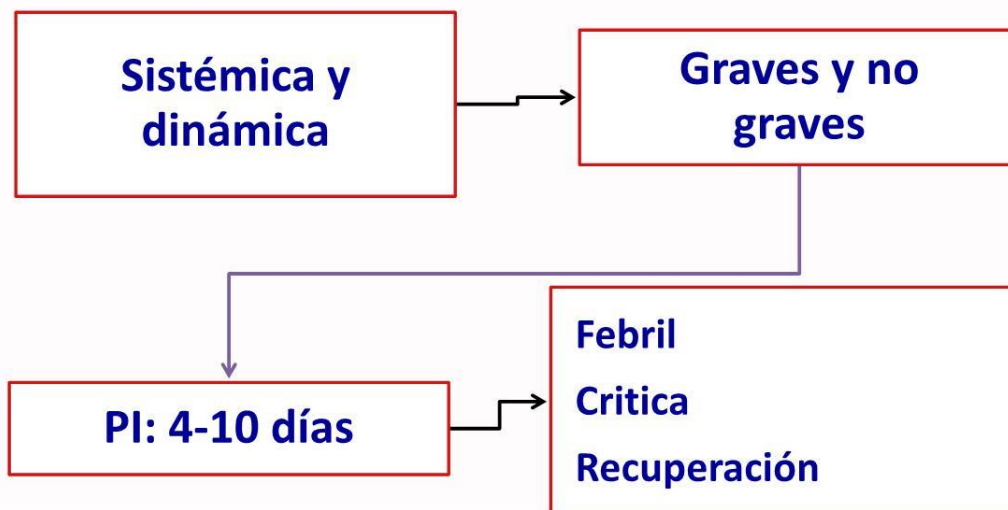 Sistémica y
dinámica
Graves y no
graves
PI: 4-10 días
Febril
Critica
Recuperación